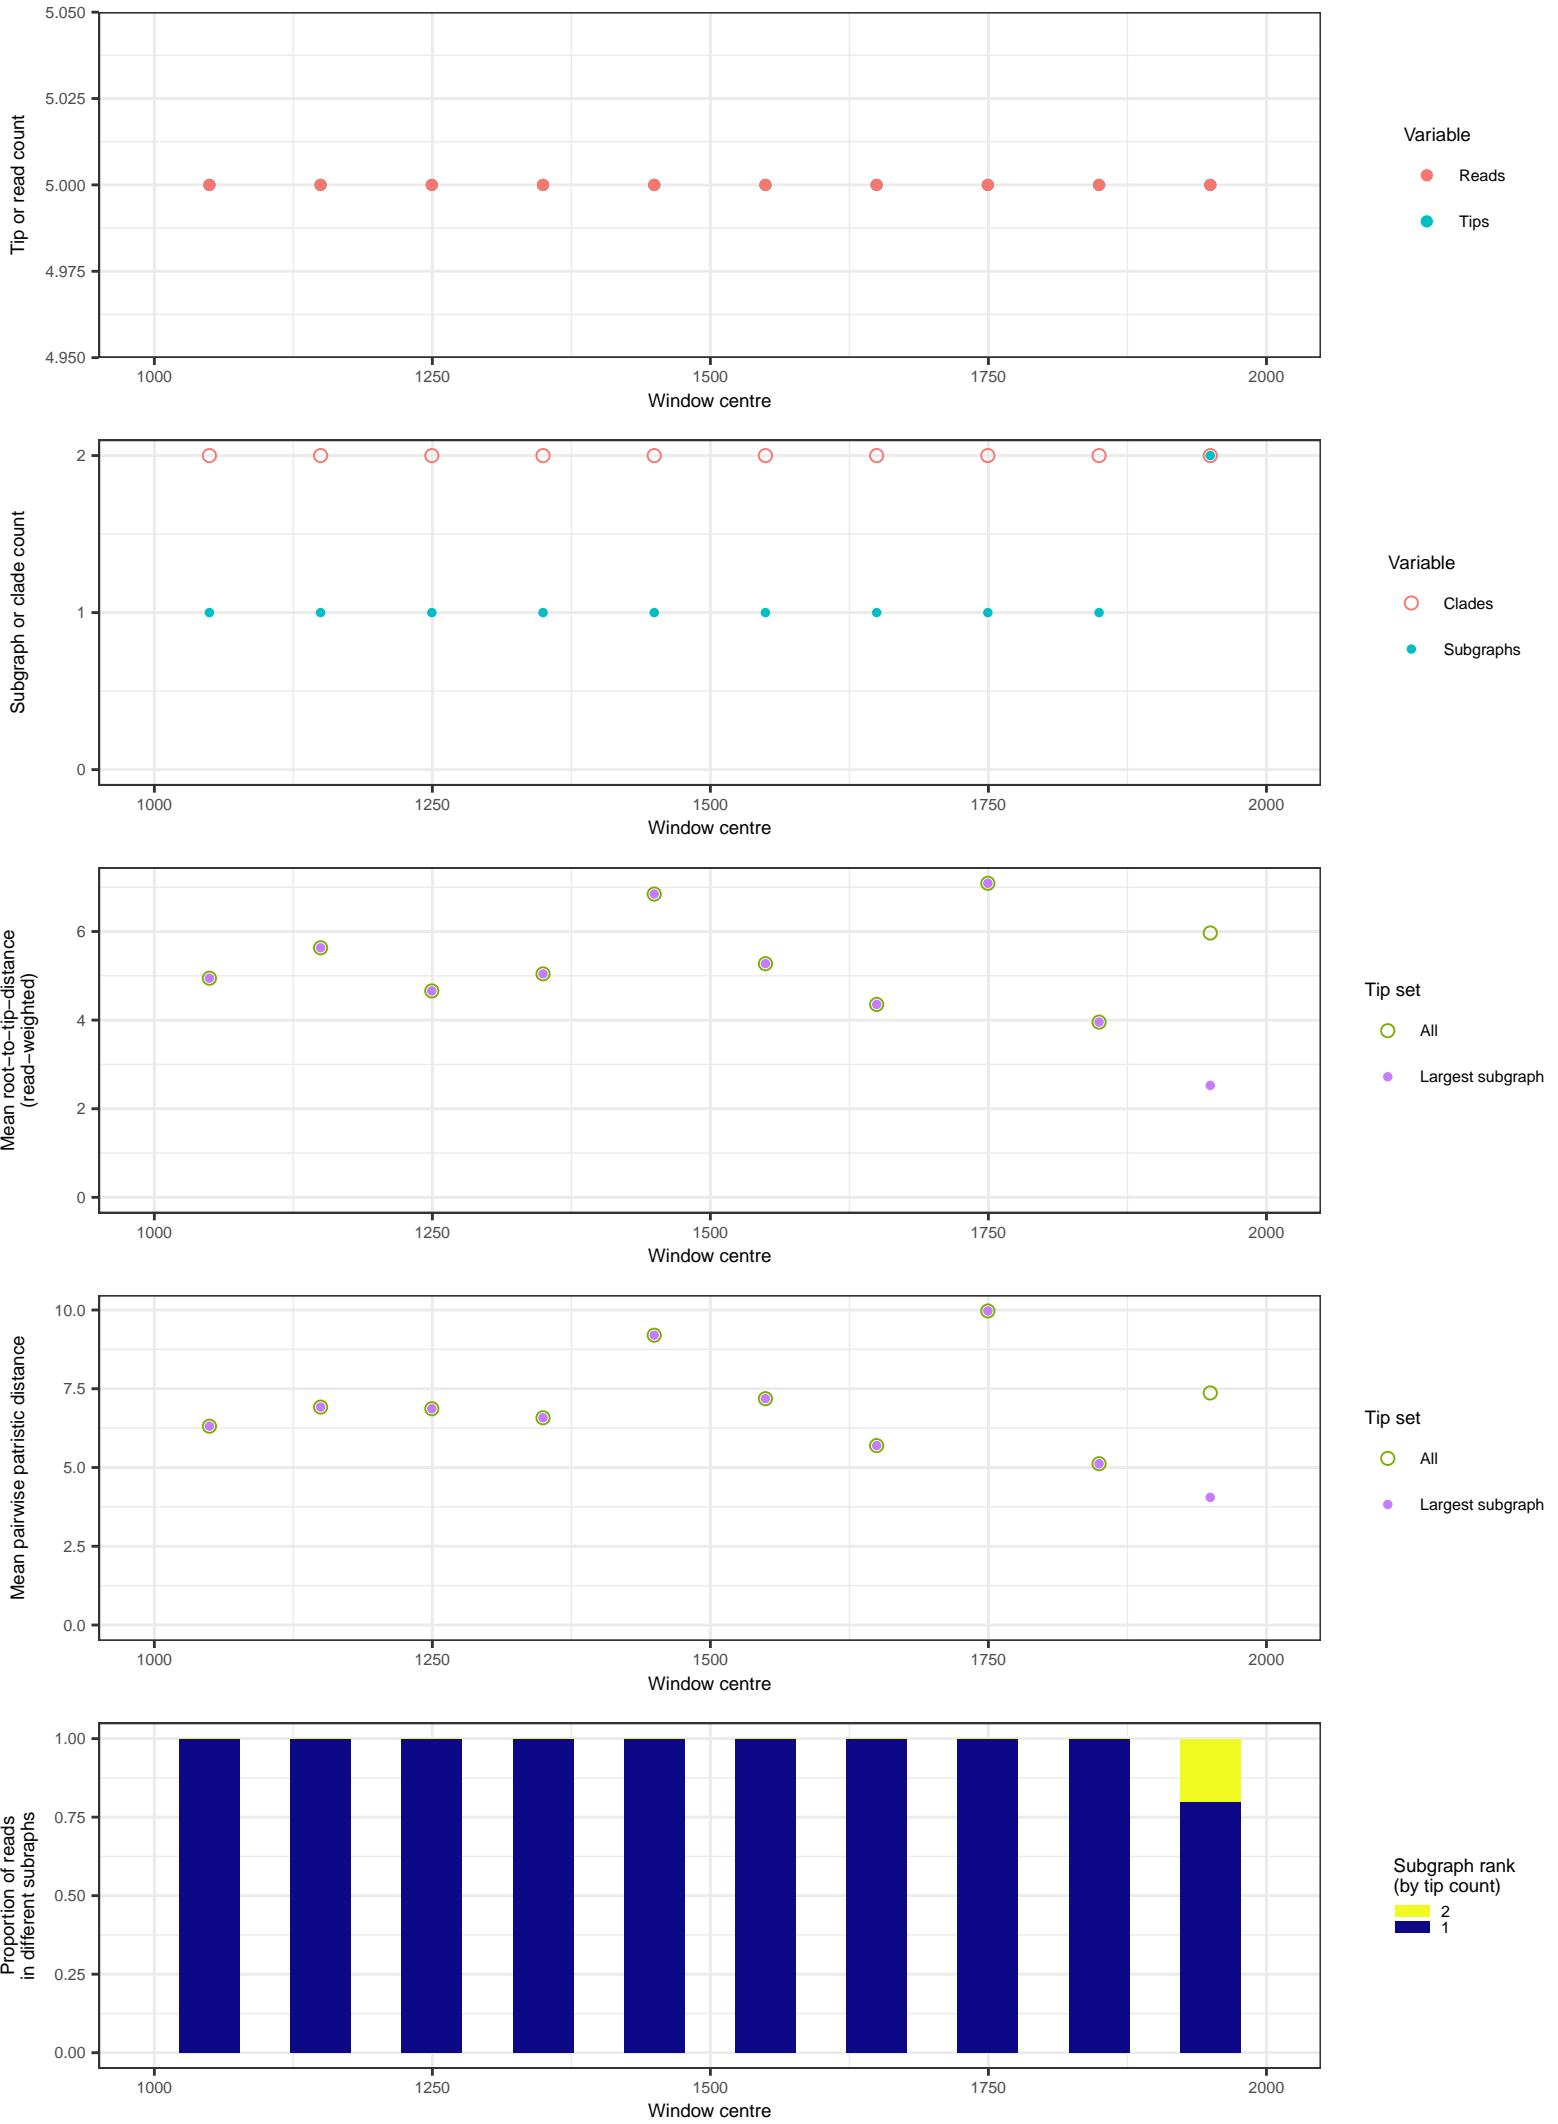 5.050
5.025
5.000
4.975
4.950
Tip or read count
1000 1250 1500 1750 2000
Window centre
Variable
Reads
Tips
2
1
0
Subgraph or clade count
1000 1250 1500 1750 2000
Window centre
Variable
Clades
Subgraphs
6
4
2
0
Mean root−to−tip−distance
(read−weighted)
1000 1250 1500 1750 2000
Window centre
Tip set
All
Largest subgraph
10.0
7.5
5.0
2.5
0.0
Mean pairwise patristic distance
1000 1250 1500 1750 2000
Window centre
Tip set
All
Largest subgraph
1.00
0.75
0.50
0.25
0.00
Proportion of reads
in different subraphs
1000 1250 1500 1750 2000
Window centre
Subgraph rank
(by tip count)
2
1